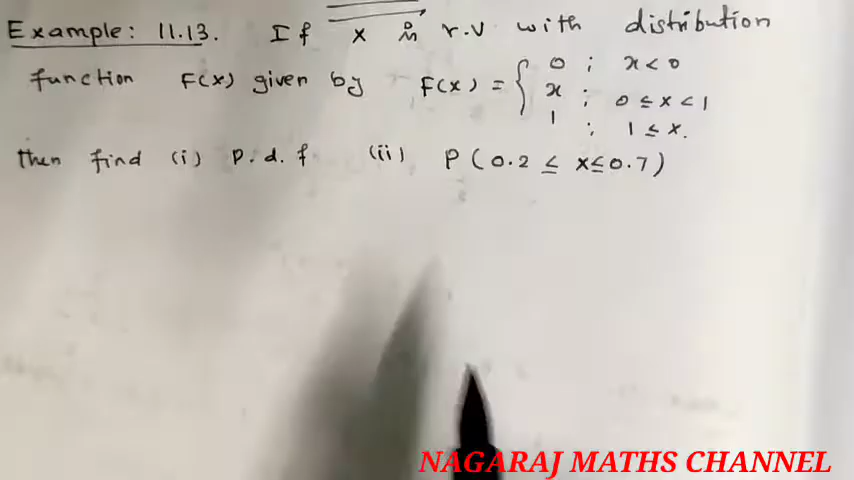 Example: 11.13. If x is r.v with distribution
function F(x) given by F(x) = { 0 ; x < 0
x ; 0 ≤ x < 1
1 ; 1 ≤ x.
then find (i) P.d.f (ii) P(0.2 ≤ x ≤ 0.7)
NAGARAJ MATHS CHANNEL